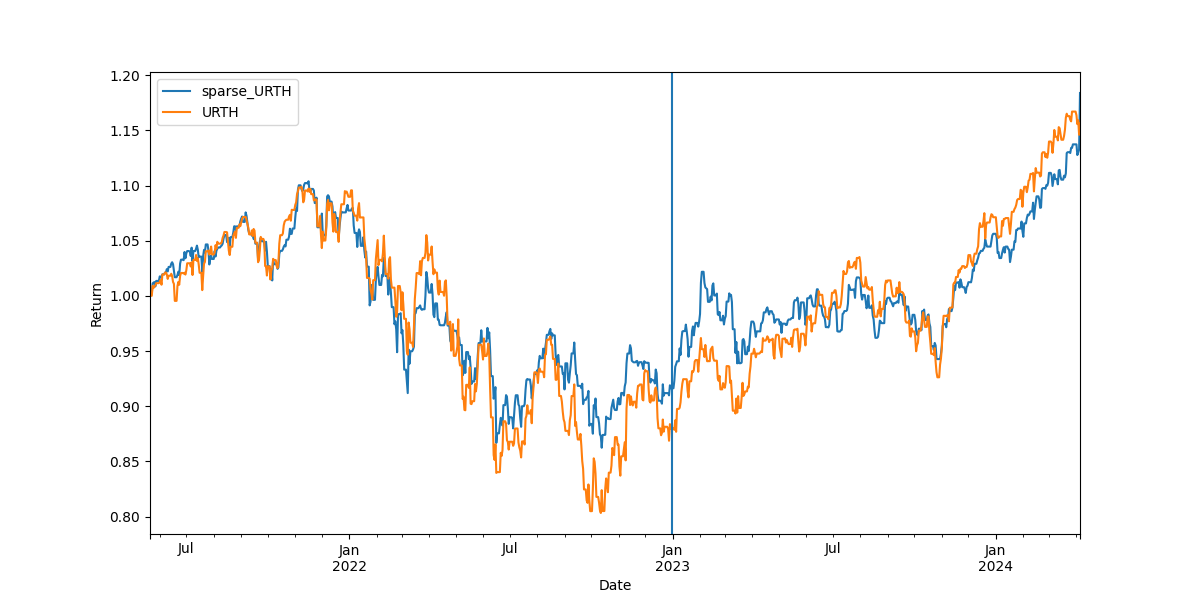 1.20
1.15
1.10
1.05
1.00
0.95
0.90
0.85
0.80
Return
sparse_URTH
URTH
Jul
Jan
2022
Jul
Jan
2023
Jul
Jan
2024
Date